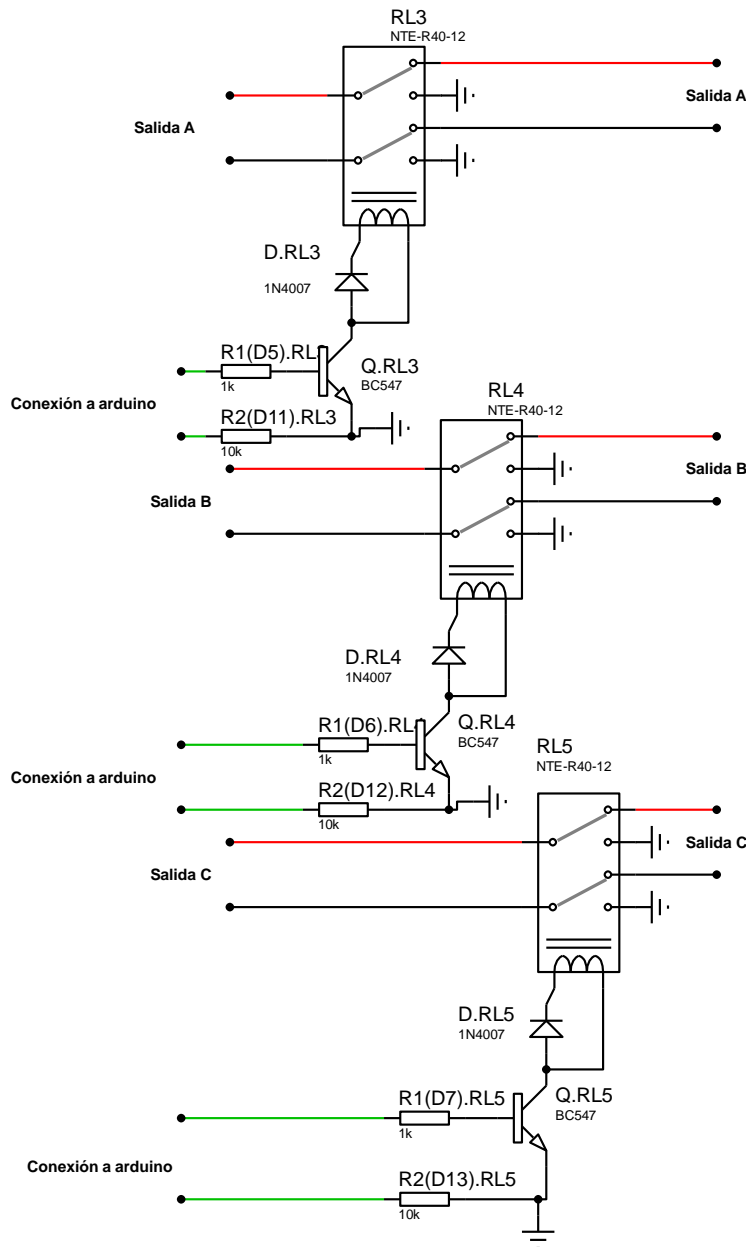 RL3
NTE-R40-12
Salida A
Salida A
D.RL3
1N4007
R1(D5).RL
1k
Q.RL3
BC547
Conexión a arduino
R2(D11).RL3
10k
RL4
NTE-R40-12
Salida B
Salida B
D.RL4
1N4007
R1(D6).RL
1k
Q.RL4
BC547
Conexión a arduino
R2(D12).RL4
10k
RL5
NTE-R40-12
Salida C
Salida C
D.RL5
1N4007
R1(D7).RL5
1k
Q.RL5
BC547
Conexión a arduino
R2(D13).RL5
10k